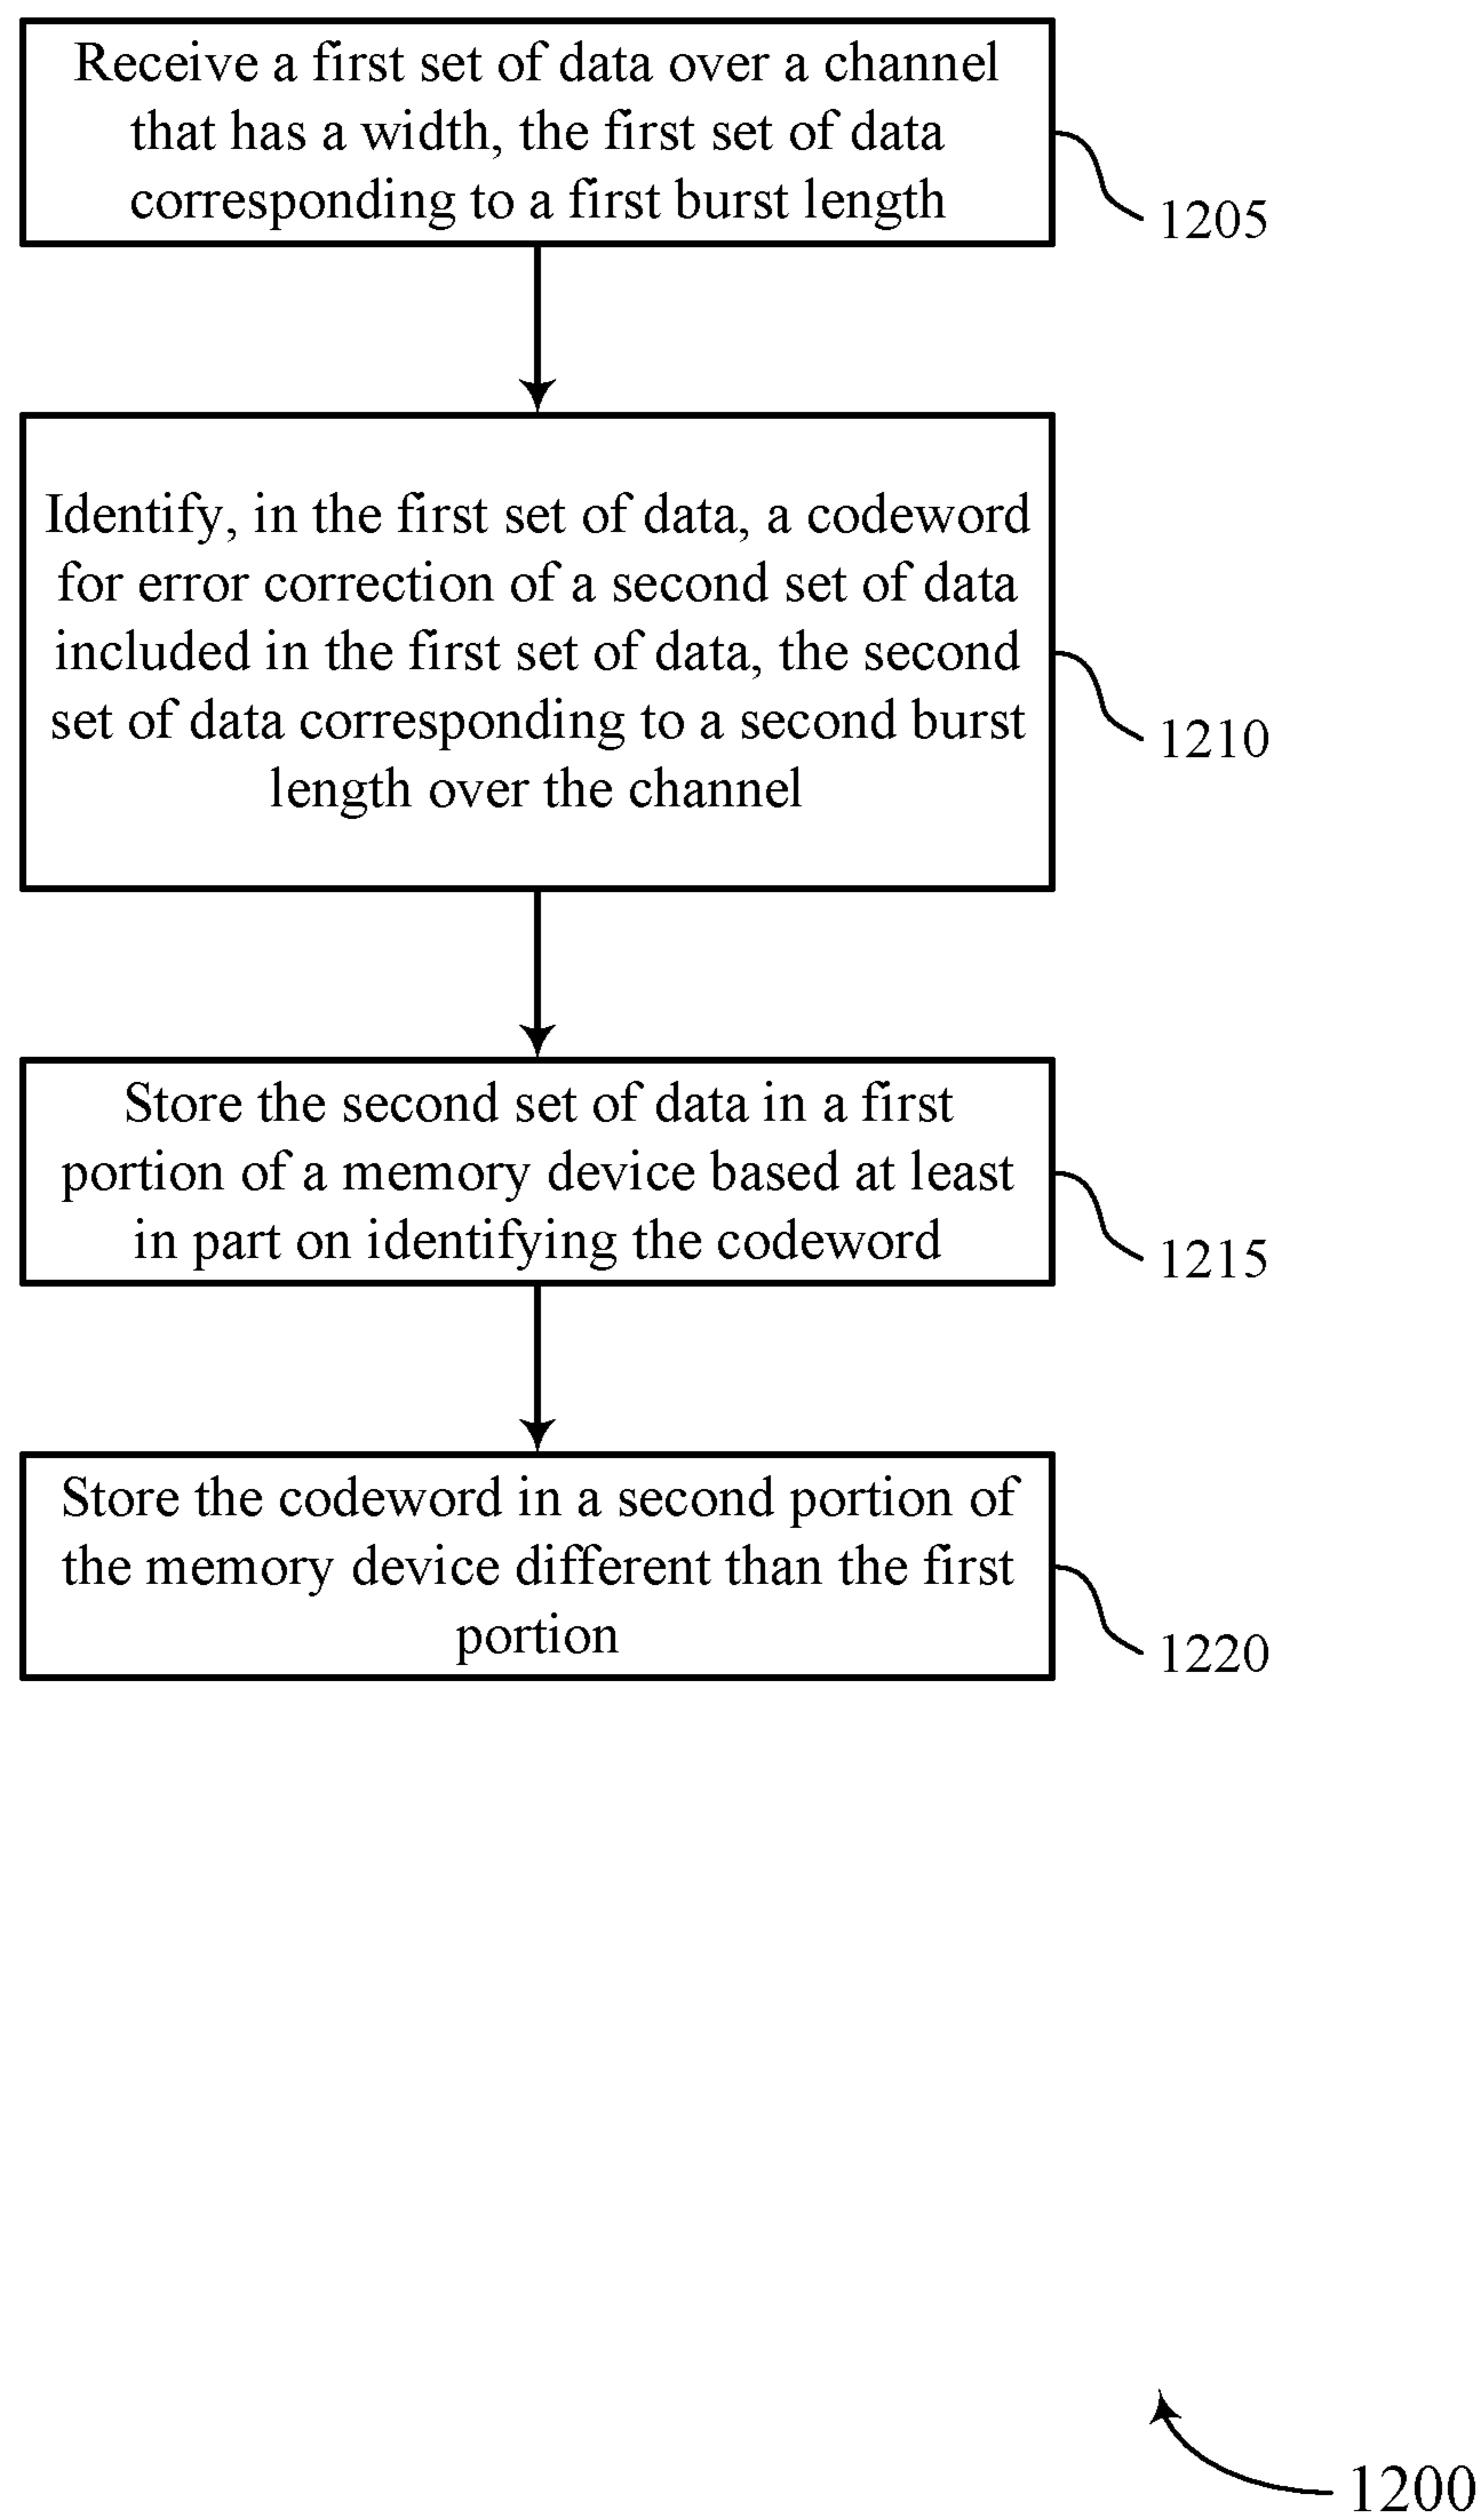 Receive a first set of data over a channel
that has a width, the first set of data
corresponding to a first burst length
1205
Identify, in the first set of data, a codeword
for error correction of a second set of data
included in the first set of data, the second
set of data corresponding to a second burst
length over the channel
1210
Store the second set of data in a first
portion of a memory device based at least
in part on identifying the codeword
1215
Store the codeword in a second portion of
the memory device different than the first
portion
1220
1200